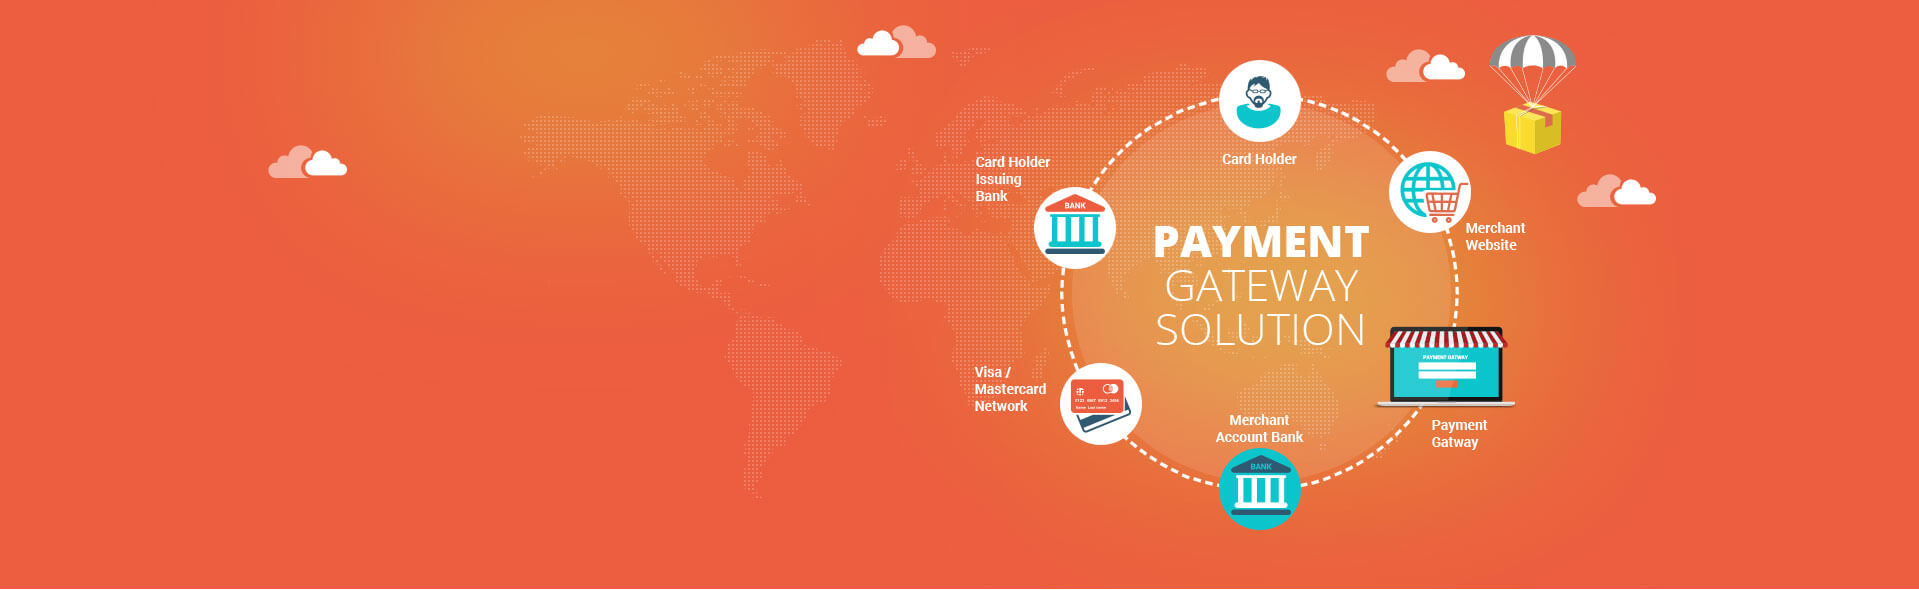 Card Holder
Merchant
Website
PAYMENT GATWAY
Payment
Gatway
Merchant
Account Bank
BANK
Visa /
Mastercard
Network
Card Holder
Issuing
Bank
BANK
PAYMENT
GATEWAY
SOLUTION